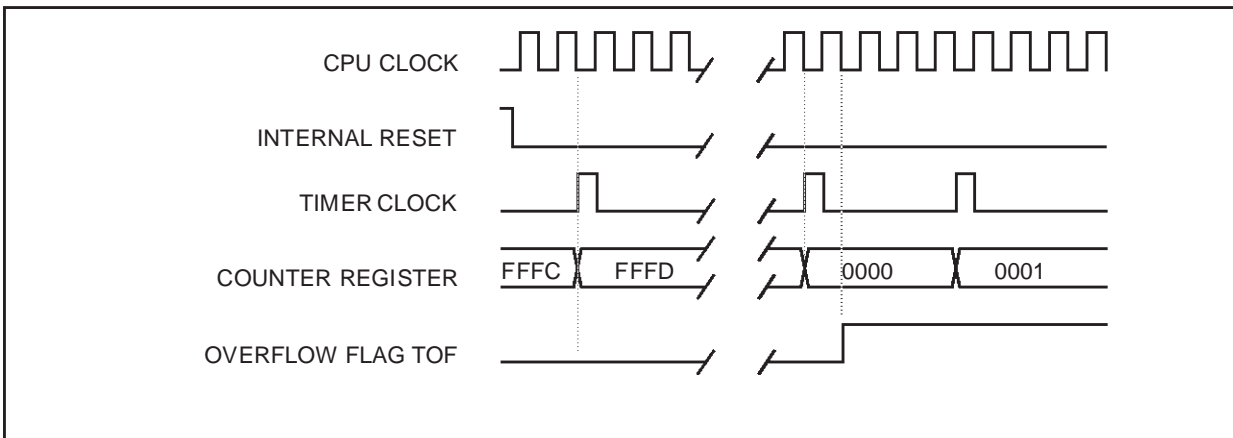 CPU CLOCK
INTERNAL RESET
TIMER CLOCK
COUNTER REGISTER FFFC FFFD 0000 0001
OVERFLOW FLAG TOF